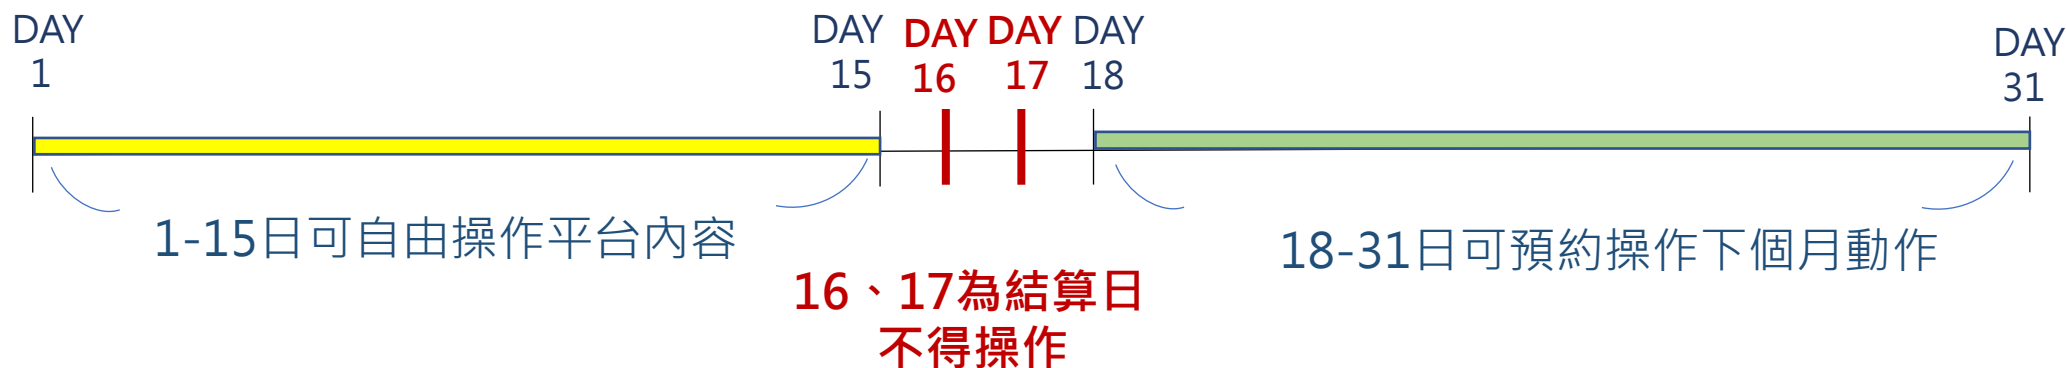 DAY
1
DAY
15
DAY
16
DAY
17
DAY
18
DAY
31
1-15日可自由操作平台內容
16、17為結算日
不得操作
18-31日可預約操作下個月動作